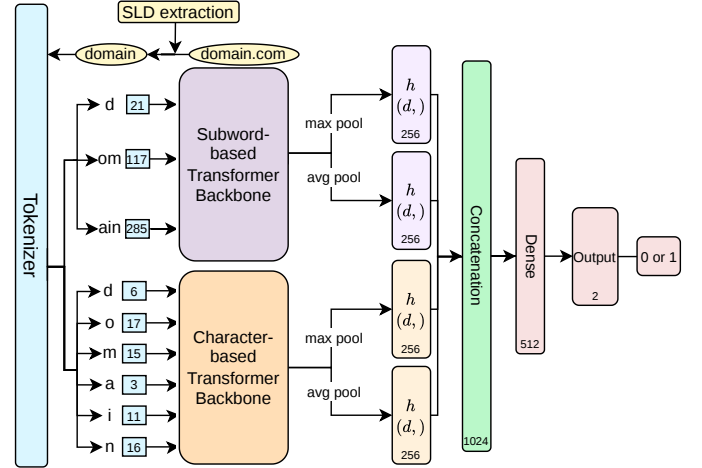 SLD extraction
domain
domain.com
Tokenizer
d 21
om 117
ain 285
Subword-
based
Transformer
Backbone
max pool
avg pool
h
(d, )
256
h
(d, )
256
d 6
o 17
m 15
a 3
i 11
n 16
Character-
based
Transformer
Backbone
max pool
avg pool
h
(d, )
256
h
(d, )
256
Concatenation
1024
Dense
512
Output
2
0 or 1